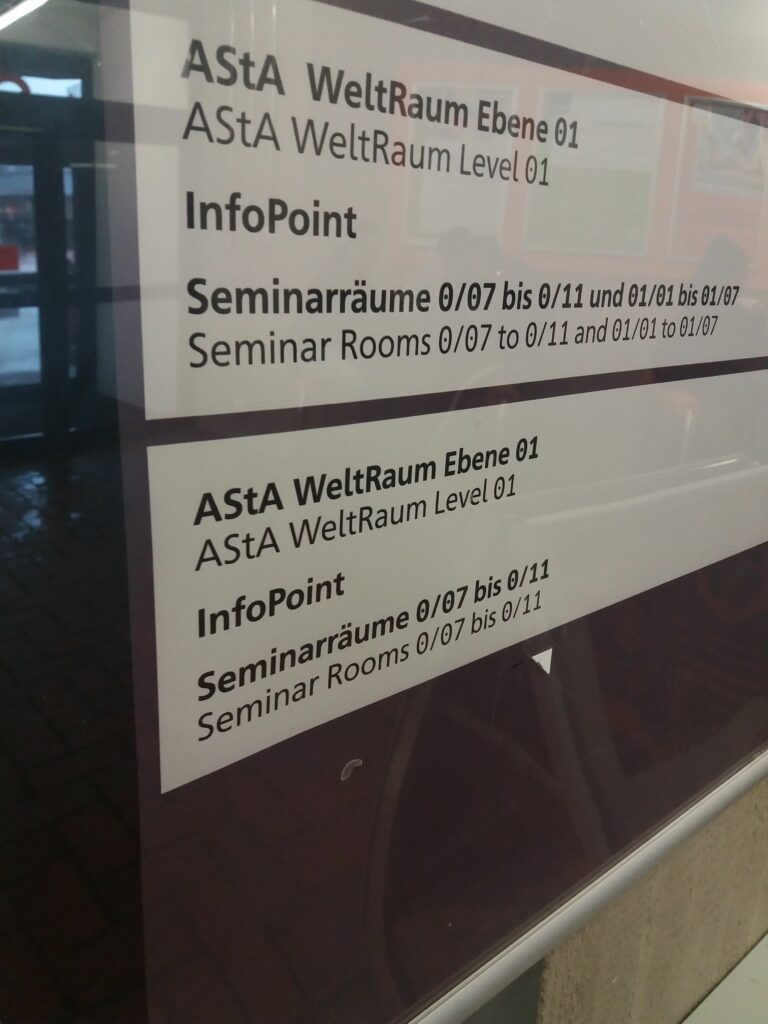 AStA WeltRaum Ebene 01
AStA WeltRaum Level 01
InfoPoint
Seminarräume 0/07 bis 0/11 und 01/01 bis 01/07
Seminar Rooms 0/07 to 0/11 and 01/01 to 01/07
AStA WeltRaum Ebene 01
AStA WeltRaum Level 01
InfoPoint
Seminarräume 0/07 bis 0/11
Seminar Rooms 0/07 bis 0/11